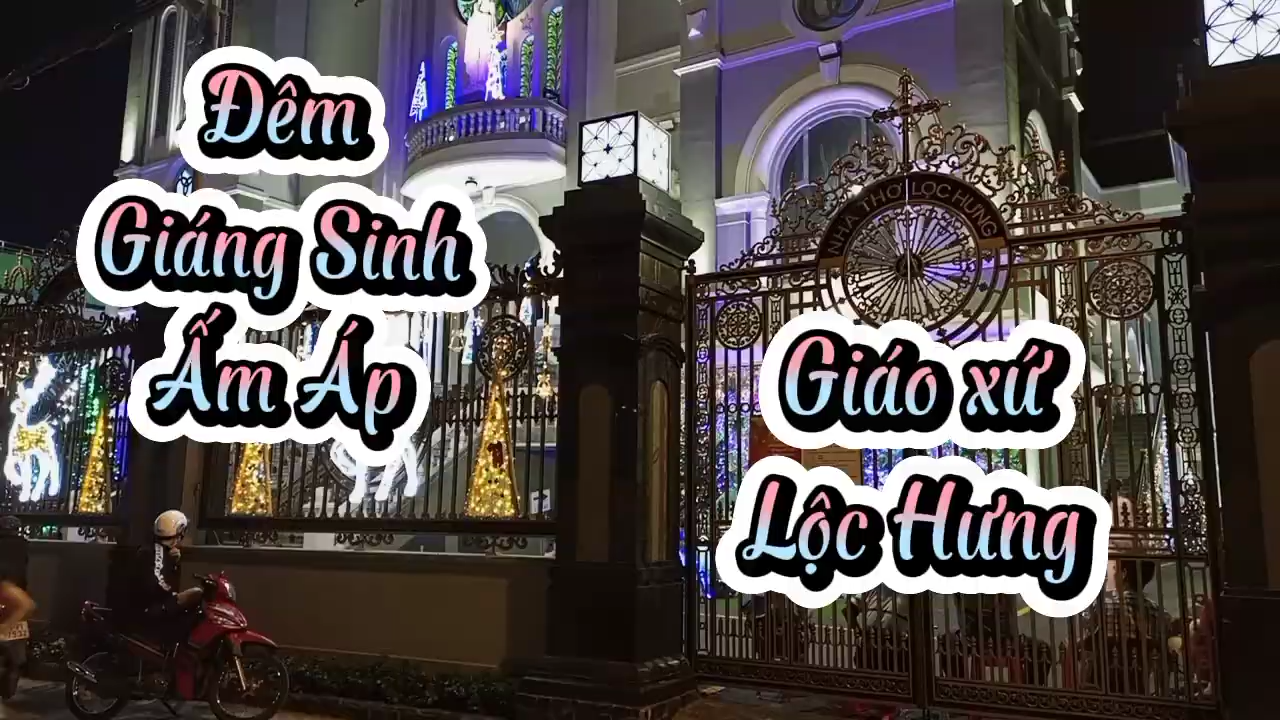 Đêm
Giáng Sinh
Ấm Áp
NHÀ THỜ LỘC HƯNG
Giáo xứ
Lộc Hưng